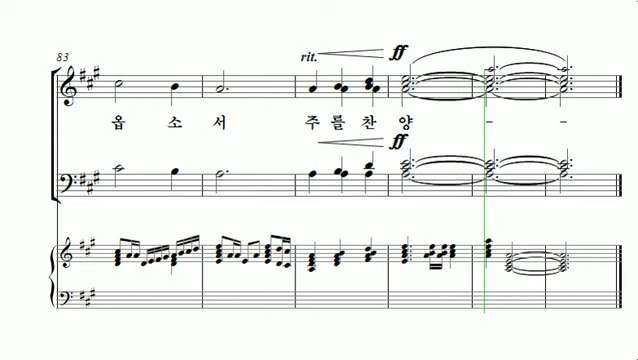 83
rit.
ff
옵 소 서 주 를 찬 양 - -
ff